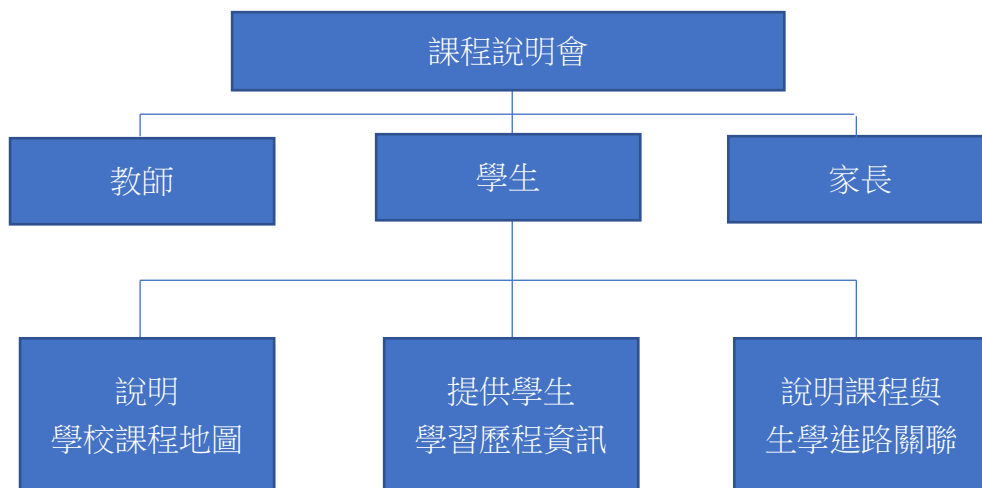 課程說明會
教師
學生
家長
說明
學校課程地圖
提供學生
學習歷程資訊
說明課程與
生學進路關聯